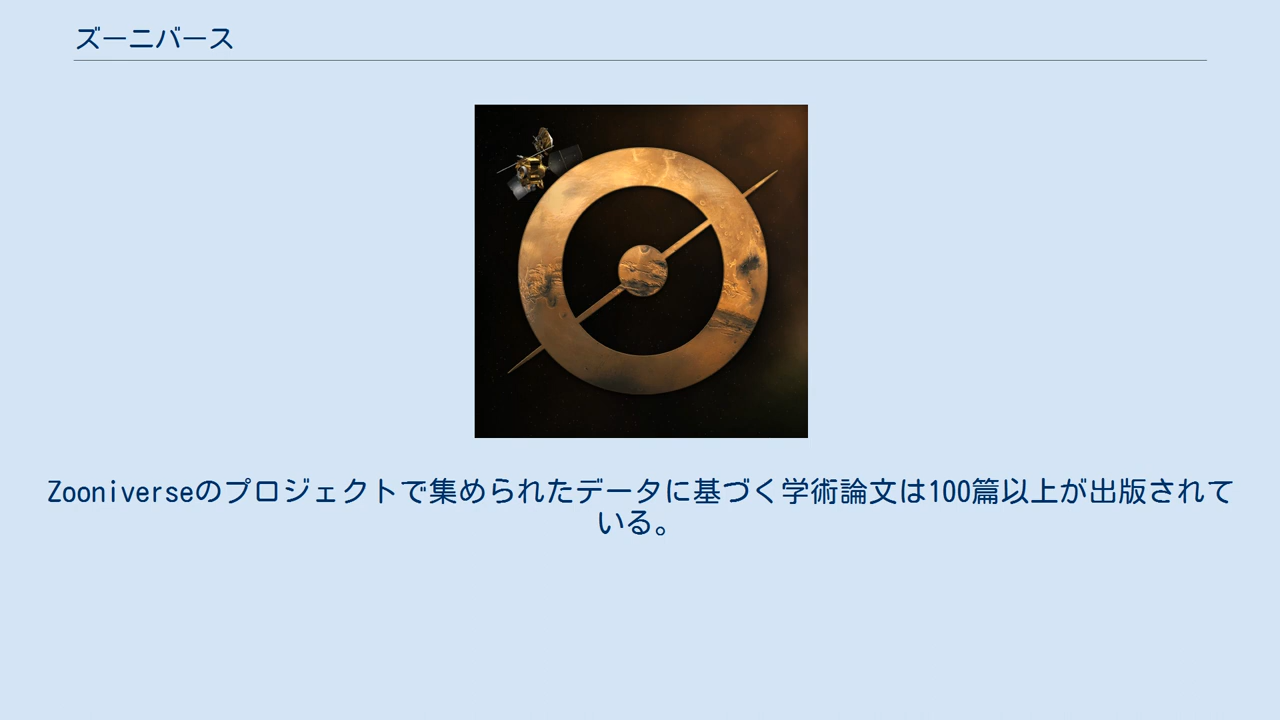 ズーニバース
Zooniverseのプロジェクトで集められたデータに基づく学術論文は100篇以上が出版されて
いる。